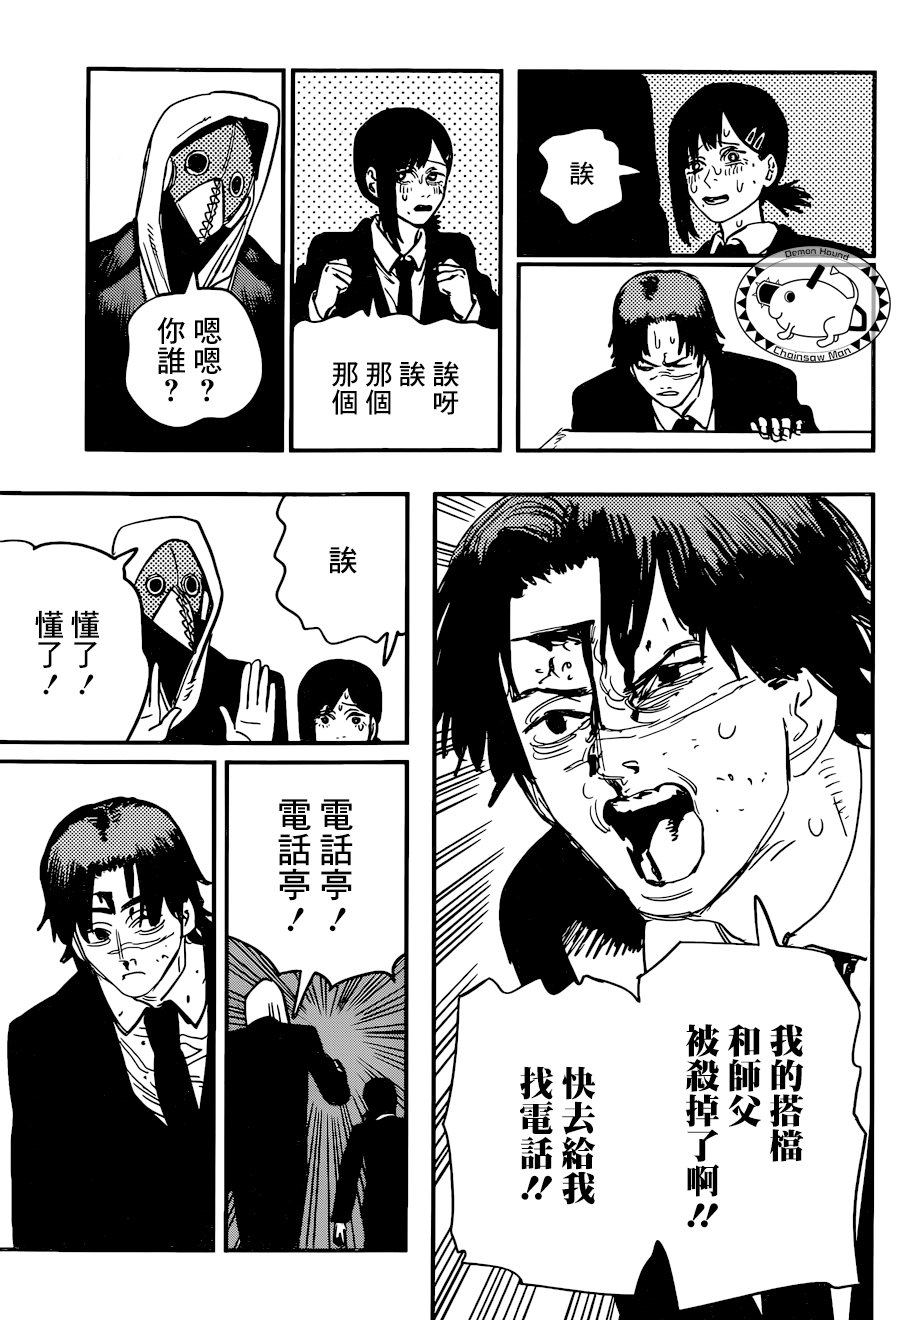 誒
Demon Hound
Chainsaw Man
誒呀
誒
那個
那個
嗯嗯?
你誰?
我的搭檔
和師父
被殺掉了啊!!
快去給我
找電話!!
誒
懂了!
懂了!
電話亭!
電話亭!